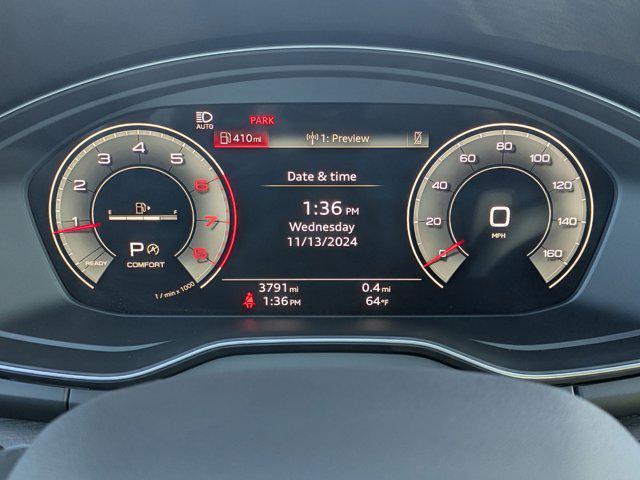 AUTO
PARK
410 mi
1: Preview
Date & time
1:36 PM
Wednesday
11/13/2024
3791 mi
0.4 mi
1:36 PM
64 °F
1 2 3 4 5 6 7 8
E F
P
COMFORT
READY
1 / min x 1000
0 20 40 60 80 100 120 140 160
0
MPH